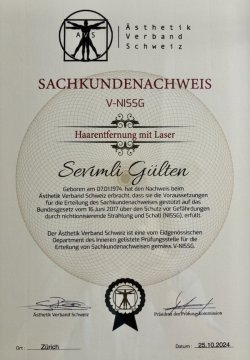 AVS
Ästhetik
Verband
Schweiz
SACHKUNDENACHWEIS
V-NISSG
Haarentfernung mit Laser
Sevimli Gülten
Geboren am 07.01.1974, hat den Nachweis beim
Ästhetik Verband Schweiz erbracht, dass sie die Voraussetzungen
für die Erteilung des Sachkundenachweises gestützt auf das
Bundesgesetz vom 16 Juni 2017 über den Schutz vor Gefährdungen
durch nichtionisierende Strahlung und Schall (NISSG), erfüllt.
Der Ästhetik Verband Schweiz ist vom Eidgenössischen
Department des Inneren gelistete Prüfungsstelle für die
Erteilung von Sachkundenachweisen gemäss V-NISSG.
Ästhetik Verband Schweiz
Präsident der Prüfungskommission
Ort: Zürich
Datum: 25.10.2024